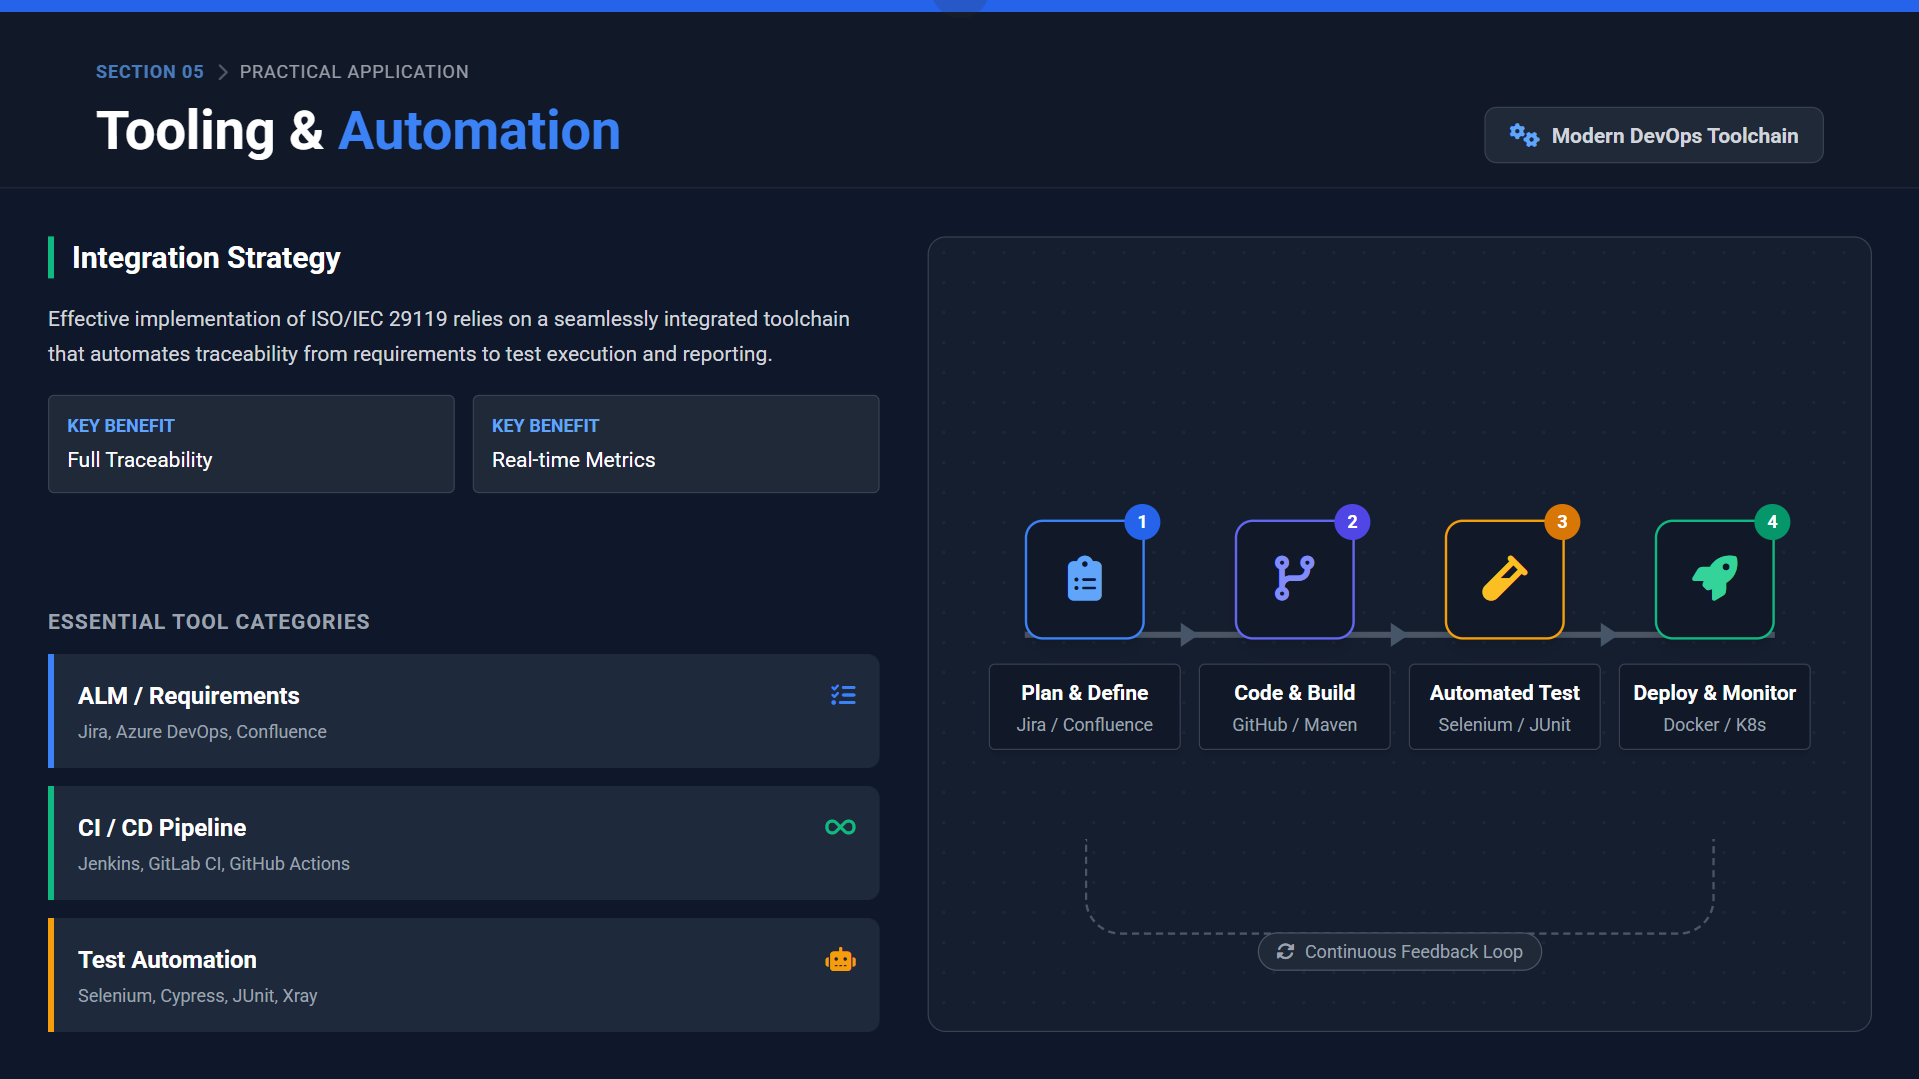 SECTION 05 > PRACTICAL APPLICATION
Tooling & Automation
Modern DevOps Toolchain
Integration Strategy
Effective implementation of ISO/IEC 29119 relies on a seamlessly integrated toolchain
that automates traceability from requirements to test execution and reporting.
KEY BENEFIT
Full Traceability
KEY BENEFIT
Real-time Metrics
ESSENTIAL TOOL CATEGORIES
ALM / Requirements
Jira, Azure DevOps, Confluence
CI / CD Pipeline
Jenkins, GitLab CI, GitHub Actions
Test Automation
Selenium, Cypress, JUnit, Xray
1
Plan & Define
Jira / Confluence
2
Code & Build
GitHub / Maven
3
Automated Test
Selenium / JUnit
4
Deploy & Monitor
Docker / K8s
Continuous Feedback Loop